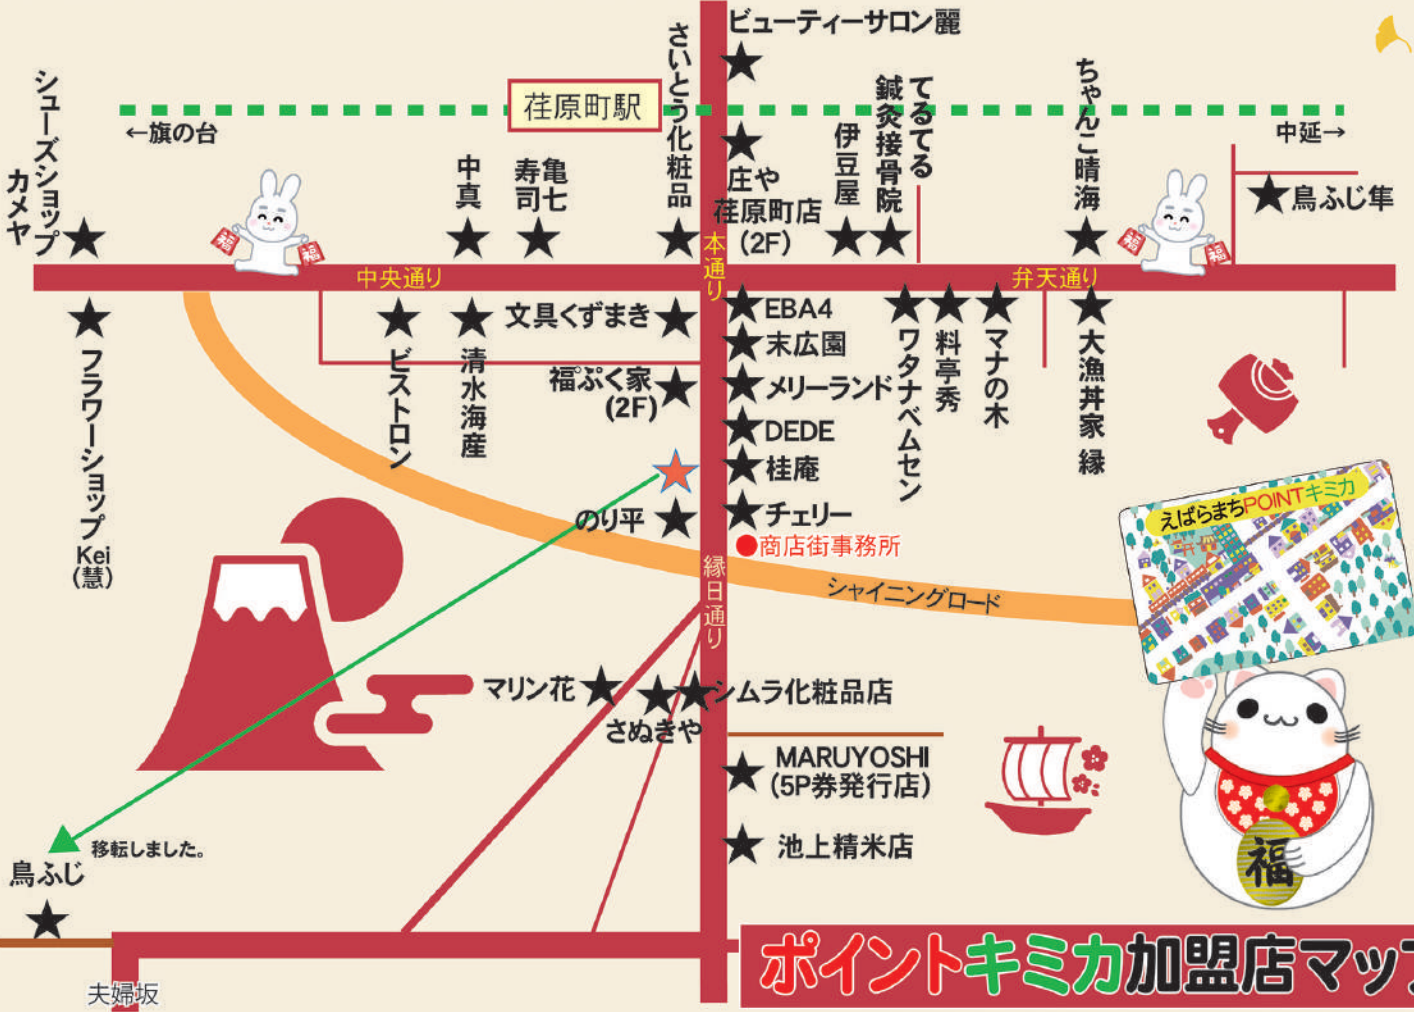 ビューティーサロン麗
さいとう化粧品
シューズショップ
カメヤ
荏原町駅
←旗の台
中延→
中真
亀七
寿司
庄や
荏原町店
(2F)
伊豆屋
てるてる
鍼灸接骨院
ちゃんこ晴海
鳥ふじ隼
福
福
福
福
中央通り
本通り
弁天通り
フラワーショップ
Kei
(慧)
ビストロン
清水海産
文具くずまき
福ぷく家
(2F)
のり平
EBA4
末広園
メリーランド
DEDE
桂庵
チェリー
商店街事務所
ワタナベムセン
料亭秀
マナの木
大漁丼家 縁
えばらまちPOINTキミカ
縁日通り
シャイニングロード
マリン花
さぬきや
シムラ化粧品店
MARUYOSHI
(5P券発行店)
池上精米店
移転しました。
鳥ふじ
夫婦坂
福
ポイントキミカ加盟店マップ